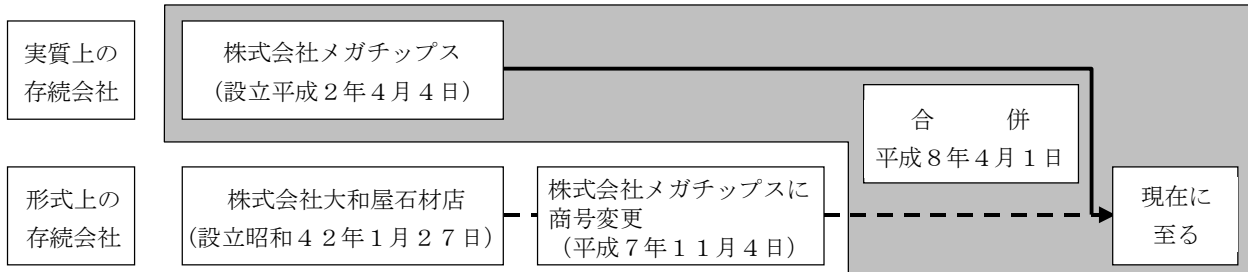 実質上の
存続会社
株式会社メガチップス
(設立平成２年４月４日)
合　　　併
平成８年４月１日
形式上の
存続会社
株式会社大和屋石材店
(設立昭和４２年１月２７日)
株式会社メガチップスに
商号変更
（平成７年１１月４日）
現在に
至る